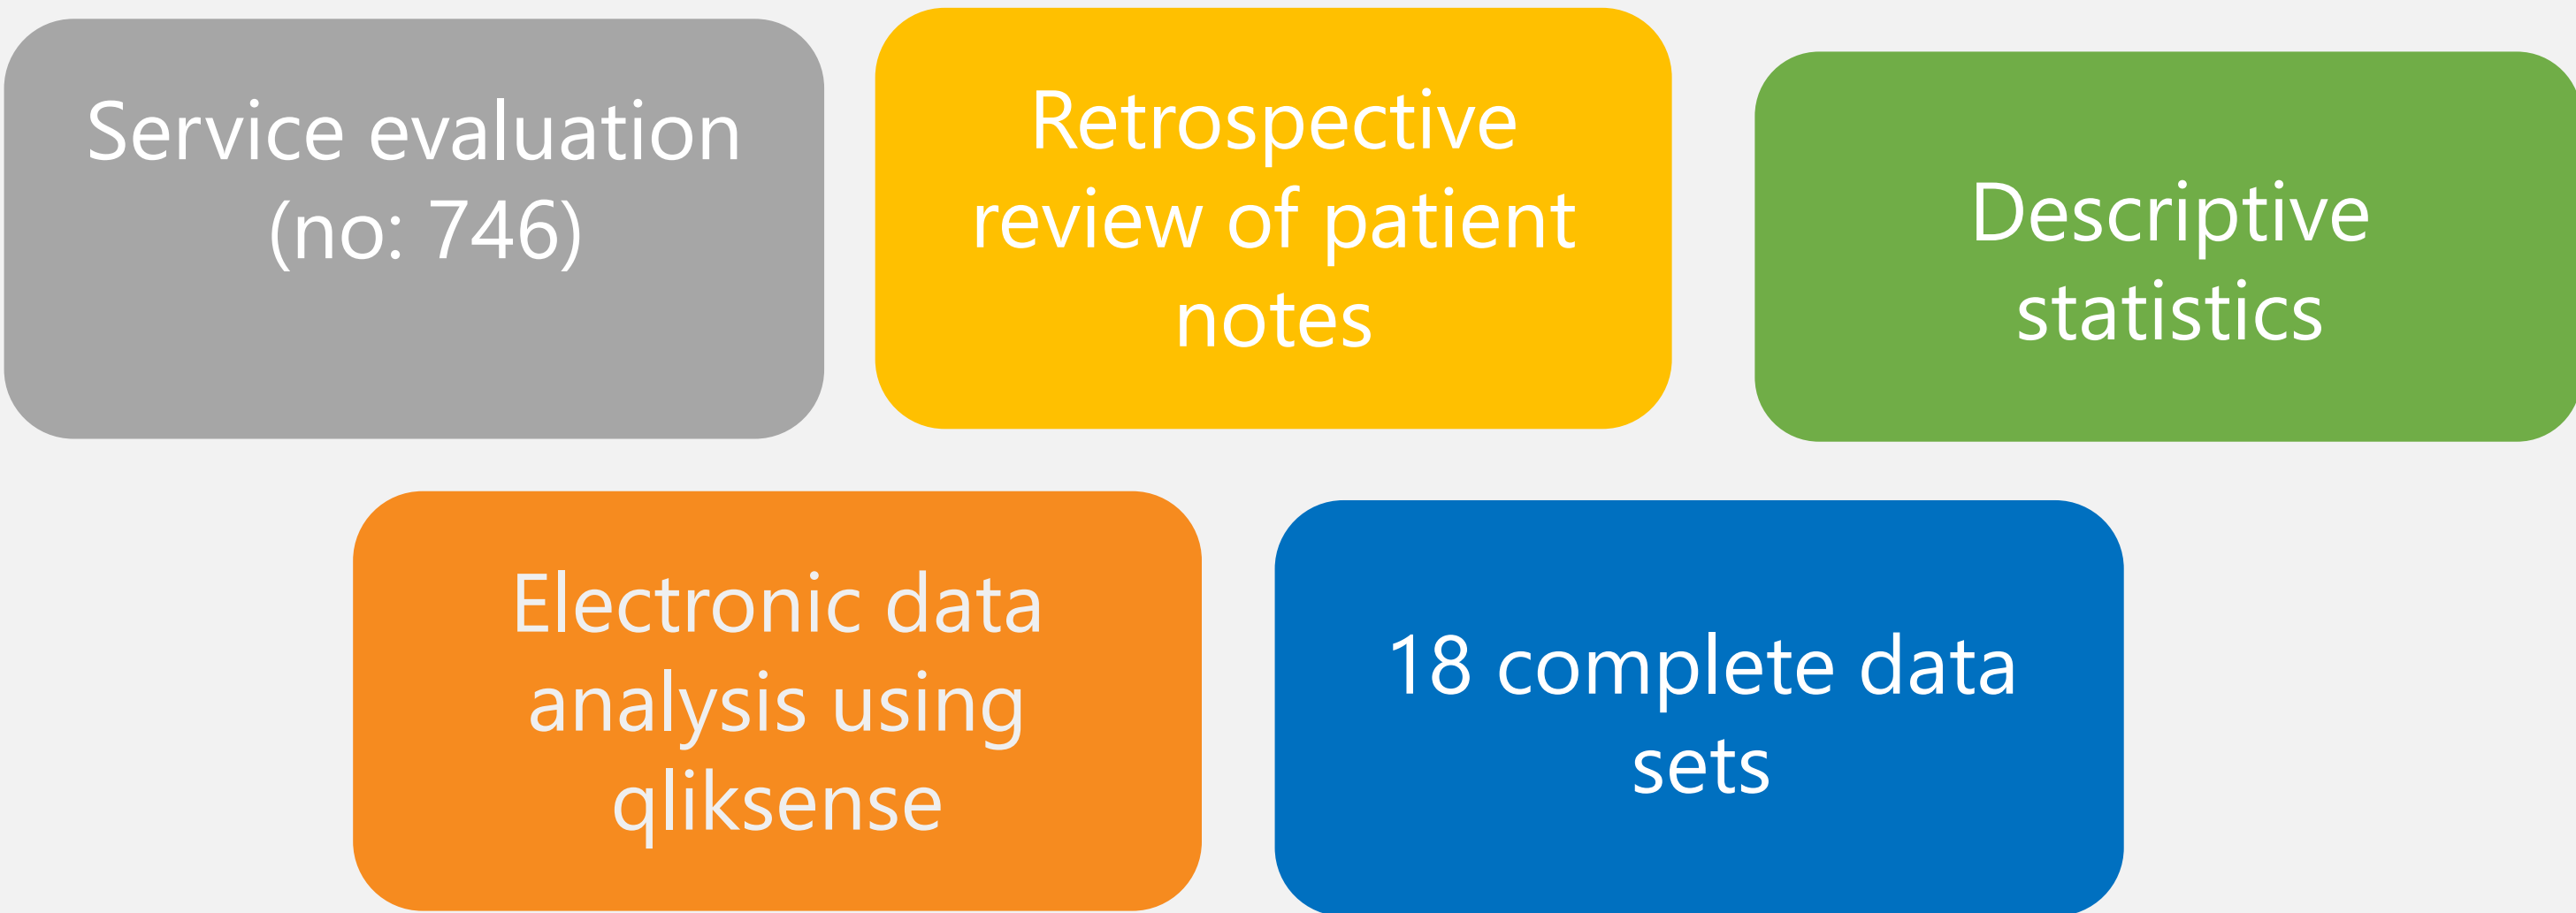 Service evaluation
(no: 746)
Retrospective
review of patient
notes
Descriptive
statistics
Electronic data
analysis using
qliksense
18 complete data
sets